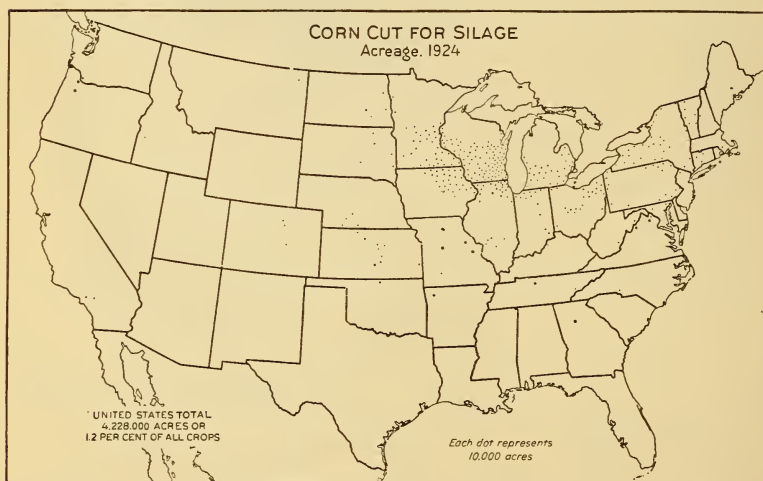 CORN CUT FOR SILAGE
Acreage, 1924
UNITED STATES TOTAL
4,228,000 ACRES OR
1.2 PER CENT OF ALL CROPS
Each dot represents
10,000 acres